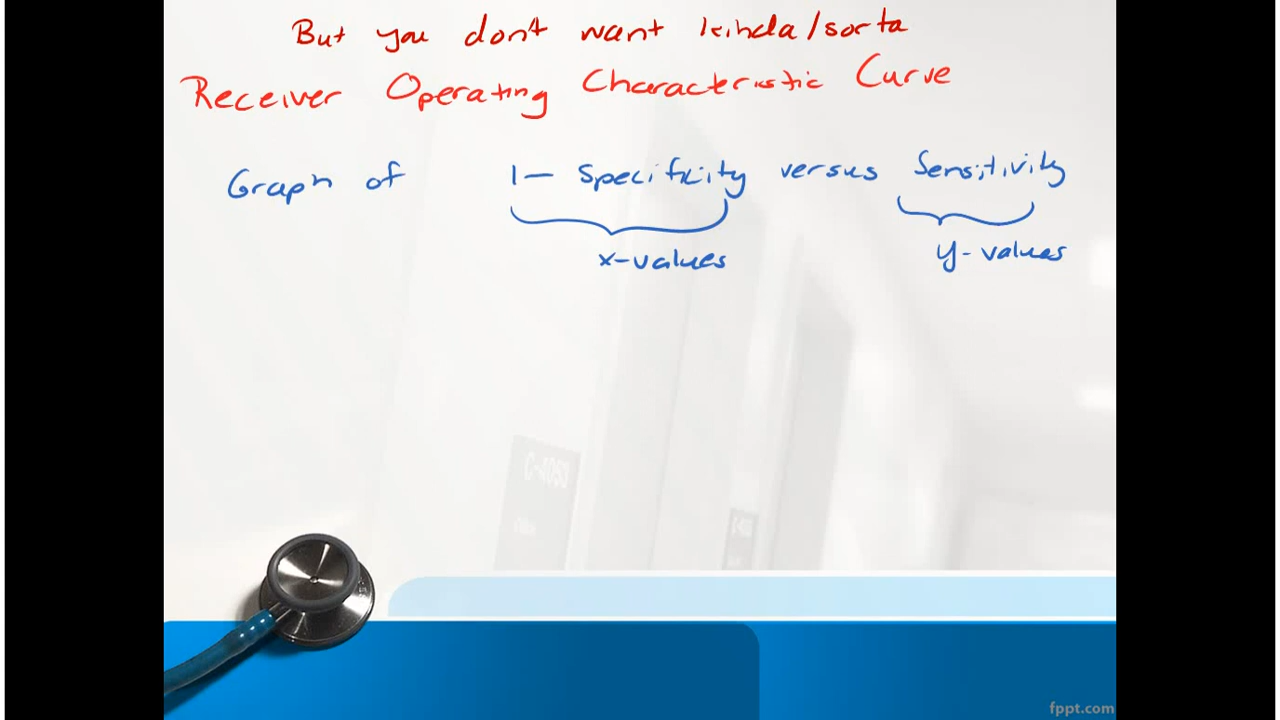 But you don't want kinda/sorta
Receiver Operating Characteristic Curve
Graph of 1 - Specificity versus Sensitivity
x-values y-values
C-4050
fppt.com